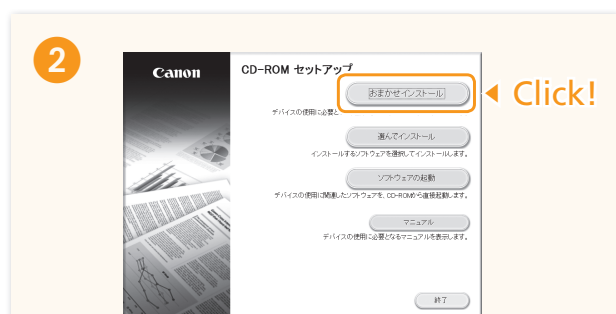 2
Canon
CD-ROM セットアップ
おまかせインストール
Click!
デバイスの使用に必要と
選んでインストール
インストールするソフトウェアを選択してインストールします。
ソフトウェアの起動
デバイスの使用に関連したソフトウェアを、CD-ROMから直接起動します。
マニュアル
デバイスの使用に必要となるマニュアルを表示します。
終了